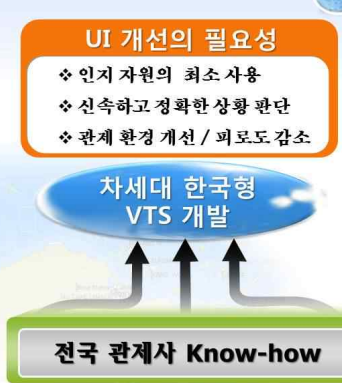 UI 개선의 필요성
❖ 인지 자원의 최소 사용
❖ 신속하고 정확한 상황 판단
❖ 관제 환경 개선 / 피로도 감소
차세대 한국형
VTS 개발
전국 관제사 Know-how